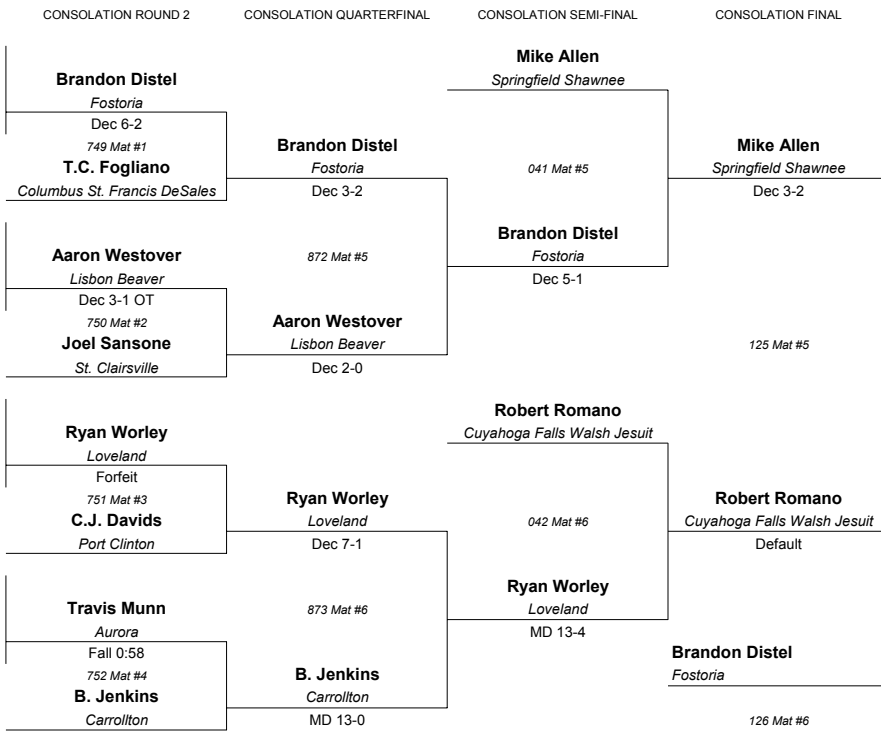 CONSOLATION ROUND 2
CONSOLATION QUARTERFINAL
CONSOLATION SEMI-FINAL
CONSOLATION FINAL
Brandon Distel
Fostoria
Dec 6-2
749 Mat #1
T.C. Fogliano
Columbus St. Francis DeSales
Aaron Westover
Lisbon Beaver
Dec 3-1 OT
750 Mat #2
Joel Sansone
St. Clairsville
Ryan Worley
Loveland
Forfeit
751 Mat #3
C.J. Davids
Port Clinton
Travis Munn
Aurora
Fall 0:58
752 Mat #4
B. Jenkins
Carrollton
Brandon Distel
Fostoria
Dec 3-2
872 Mat #5
Aaron Westover
Lisbon Beaver
Dec 2-0
Ryan Worley
Loveland
Dec 7-1
873 Mat #6
B. Jenkins
Carrollton
MD 13-0
Mike Allen
Springfield Shawnee
041 Mat #5
Brandon Distel
Fostoria
Dec 5-1
Robert Romano
Cuyahoga Falls Walsh Jesuit
042 Mat #6
Ryan Worley
Loveland
MD 13-4
Mike Allen
Springfield Shawnee
Dec 3-2
125 Mat #5
Robert Romano
Cuyahoga Falls Walsh Jesuit
Default
Brandon Distel
Fostoria
126 Mat #6